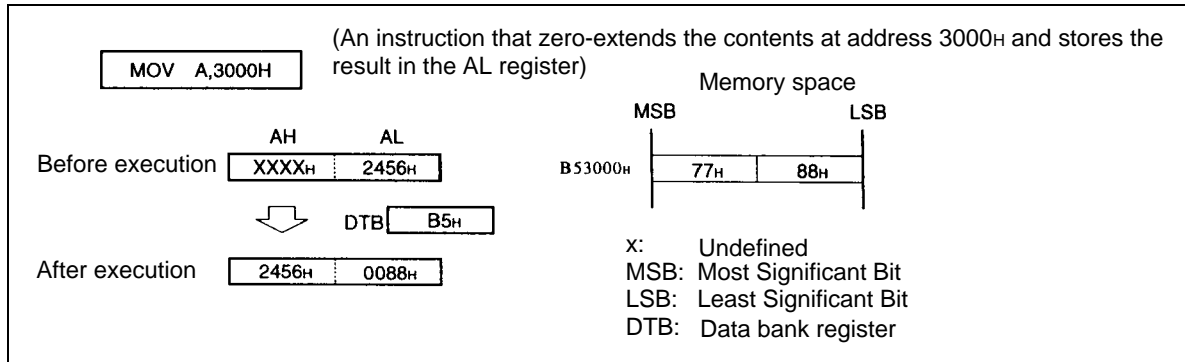 (An instruction that zero-extends the contents at address 3000H and stores the
result in the AL register)
MOV A,3000H
Memory space
MSB LSB
AH AL
Before execution XXXXH 2456H
B53000H 77H 88H
DTB B5H
After execution 2456H 0088H
x: Undefined
MSB: Most Significant Bit
LSB: Least Significant Bit
DTB: Data bank register